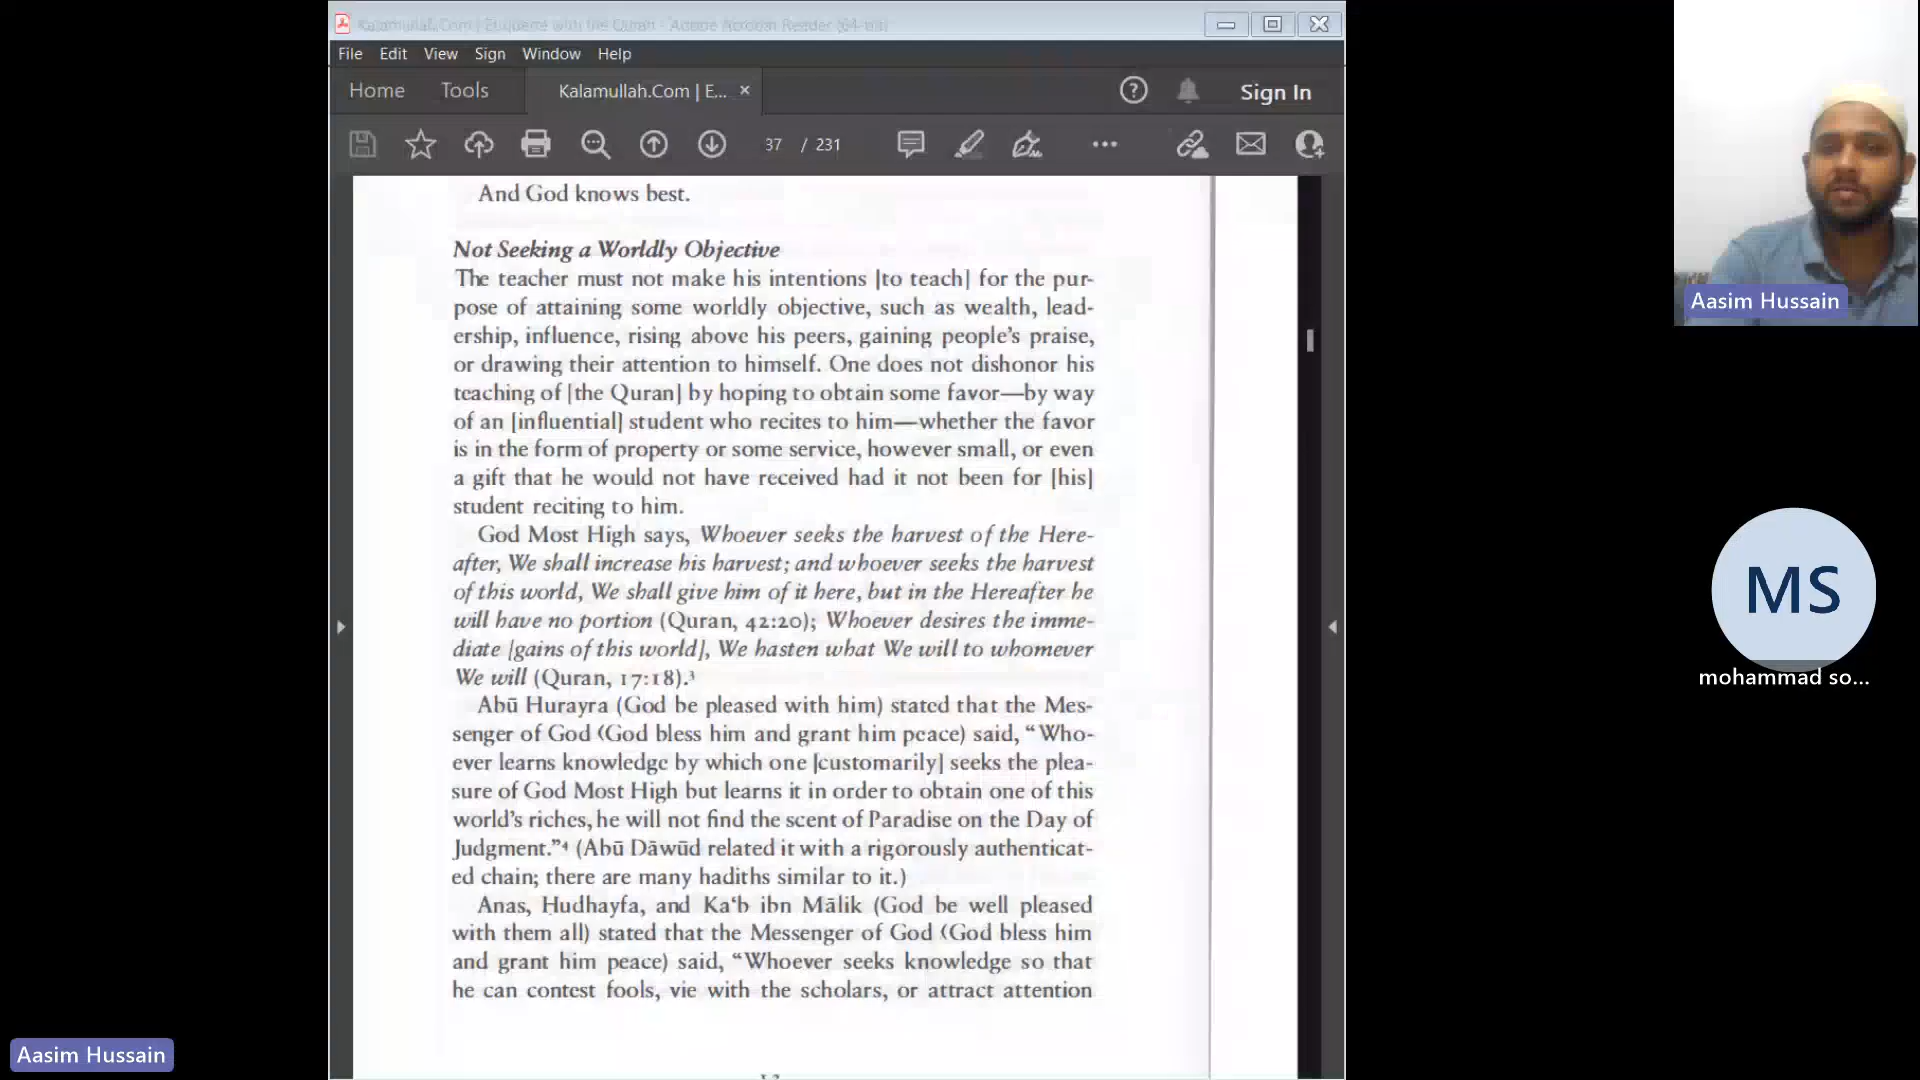 Kalamullah.Com | Etiquette with the Quran - Adobe Acrobat Reader (64-bit)
File Edit View Sign Window Help
Home Tools Kalamullah.Com | E... × Sign In
37 / 231
And God knows best.
Not Seeking a Worldly Objective
The teacher must not make his intentions [to teach] for the pur-
pose of attaining some worldly objective, such as wealth, lead-
ership, influence, rising above his peers, gaining people's praise,
or drawing their attention to himself. One does not dishonor his
teaching of [the Quran] by hoping to obtain some favor—by way
of an [influential] student who recites to him—whether the favor
is in the form of property or some service, however small, or even
a gift that he would not have received had it not been for [his]
student reciting to him.
God Most High says, Whoever seeks the harvest of the Here-
after, We shall increase his harvest; and whoever seeks the harvest
of this world, We shall give him of it here, but in the Hereafter he
will have no portion (Quran, 42:20); Whoever desires the imme-
diate [gains of this world], We hasten what We will to whomever
We will (Quran, 17:18).³
Abū Hurayra (God be pleased with him) stated that the Mes-
senger of God (God bless him and grant him peace) said, "Who-
ever learns knowledge by which one [customarily] seeks the plea-
sure of God Most High but learns it in order to obtain one of this
world's riches, he will not find the scent of Paradise on the Day of
Judgment."⁴ (Abū Dāwūd related it with a rigorously authenticat-
ed chain; there are many hadiths similar to it.)
Anas, Hudhayfa, and Ka‘b ibn Mālik (God be well pleased
with them all) stated that the Messenger of God (God bless him
and grant him peace) said, "Whoever seeks knowledge so that
he can contest fools, vie with the scholars, or attract attention
Aasim Hussain
MS
mohammad so...
Aasim Hussain